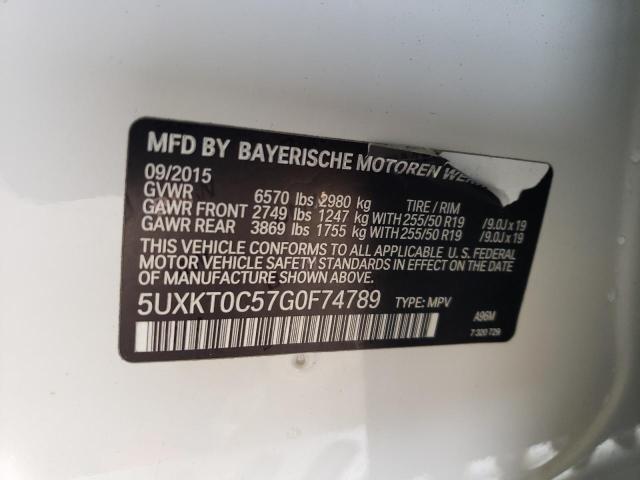 MFD BY BAYERISCHE MOTOREN
09/2015
GVWR 6570 lbs 2980 kg TIRE / RIM
GAWR FRONT 2749 lbs 1247 kg WITH 255/50 R19 /9.0J x 19
GAWR REAR 3869 lbs 1755 kg WITH 255/50 R19 /9.0J x 19
THIS VEHICLE CONFORMS TO ALL APPLICABLE U. S. FEDERAL
MOTOR VEHICLE SAFETY STANDARDS IN EFFECT ON THE DATE
OF MANUFACTURE SHOWN ABOVE.
5UXKT0C57G0F74789 TYPE: MPV A96M
7 320 729